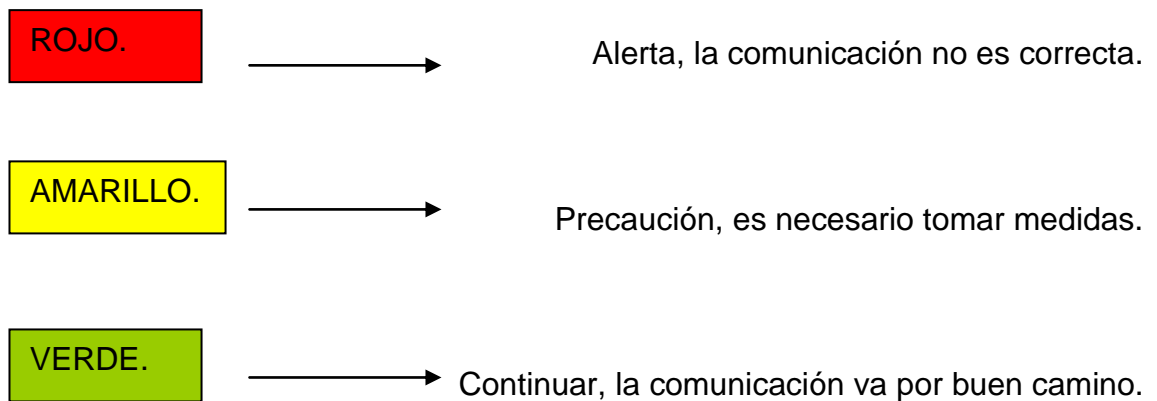 ROJO.
Alerta, la comunicación no es correcta.
AMARILLO.
Precaución, es necesario tomar medidas.
VERDE.
Continuar, la comunicación va por buen camino.